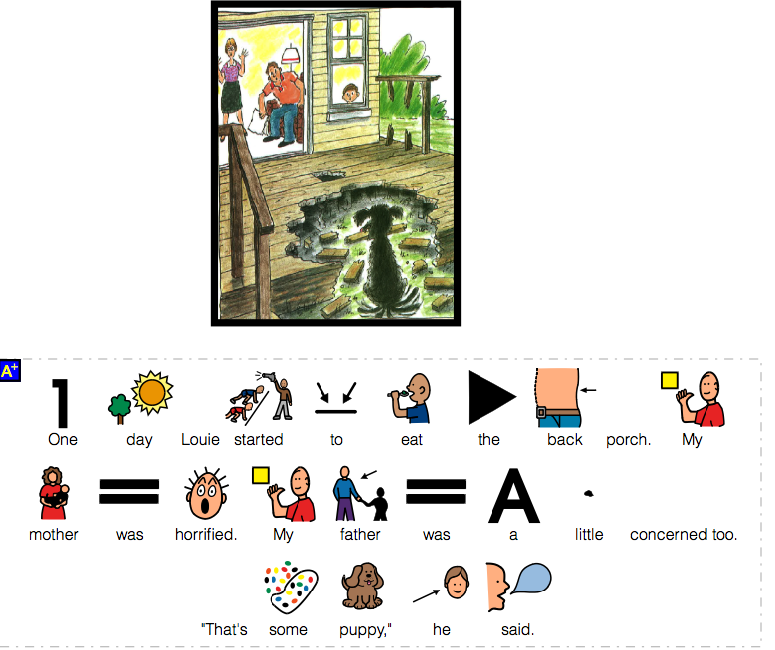 A+
1 A
One day Louie started to eat the back porch. My
mother was horrified. My father was a little concerned too.
"That's some puppy," he said.